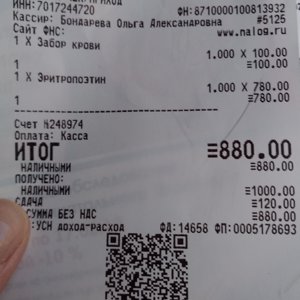 ИНН:7017244720 ФН:8710000100813932
Кассир: Бондарева Ольга Александровна #5125
Сайт ФНС: www.nalog.ru
1 X Забор крови
1.000 X 100.00
1 ≡100.00
1 X Эритропоэтин
1.000 X 780.00
1 ≡780.00
Счет №248974
Оплата: Касса
ИТОГ ≡880.00
НАЛИЧНЫМИ ≡880.00
ПОЛУЧЕНО:
НАЛИЧНЫМИ ≡1000.00
СДАЧА ≡120.00
СУММА БЕЗ НДС ≡880.00
:УСН доход-расход ФД:14658 ФП:0005178693